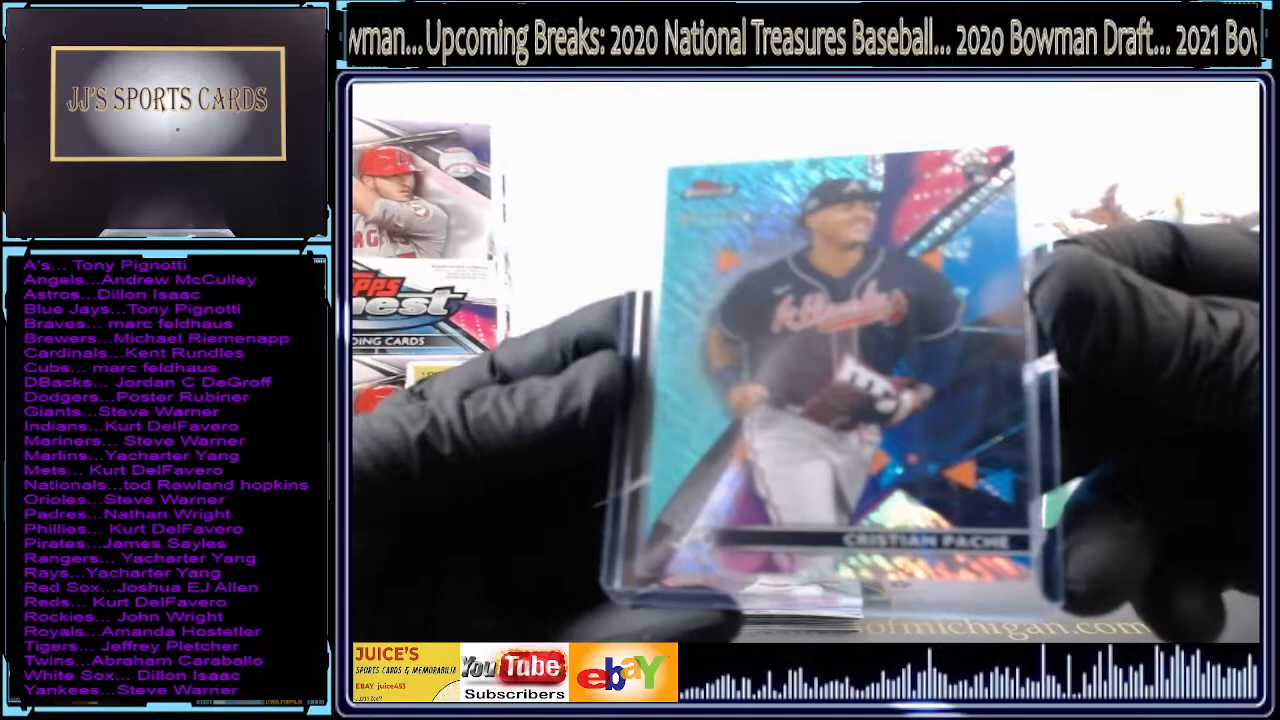 wman... Upcoming Breaks: 2020 National Treasures Baseball... 2020 Bowman Draft... 2021 Bov
JJ'S SPORTS CARDS
A's... Tony Pignotti
Angels...Andrew McCulley
Astros...Dillon Isaac
Blue Jays...Tony Pignotti
Braves... marc feldhaus
Brewers...Michael Riemenapp
Cardinals...Kent Rundles
Cubs... marc feldhaus
DBacks... Jordan C DeGroff
Dodgers...Poster Rubiner
Giants...Steve Warner
Indians...Kurt DelFavero
Mariners... Steve Warner
Marlins...Yacharter Yang
Mets... Kurt DelFavero
Nationals...tod Rawland hopkins
Orioles...Steve Warner
Padres...Nathan Wright
Phillies... Kurt DelFavero
Pirates...James Sayles
Rangers... Yacharter Yang
Rays...Yacharter Yang
Red Sox...Joshua EJ Allen
Reds... Kurt DelFavero
Rockies... John Wright
Royals...Amanda Hostetler
Tigers... Jeffrey Pletcher
Twins...Abraham Caraballo
White Sox... Dillon Isaac
Yankees...Steve Warner
CRISTIAN PACHE
ofmichigan.com
JUICE'S
SPORTS CARDS & MEMORABILIA
EBAY juice453
YouTube
Subscribers
ebay